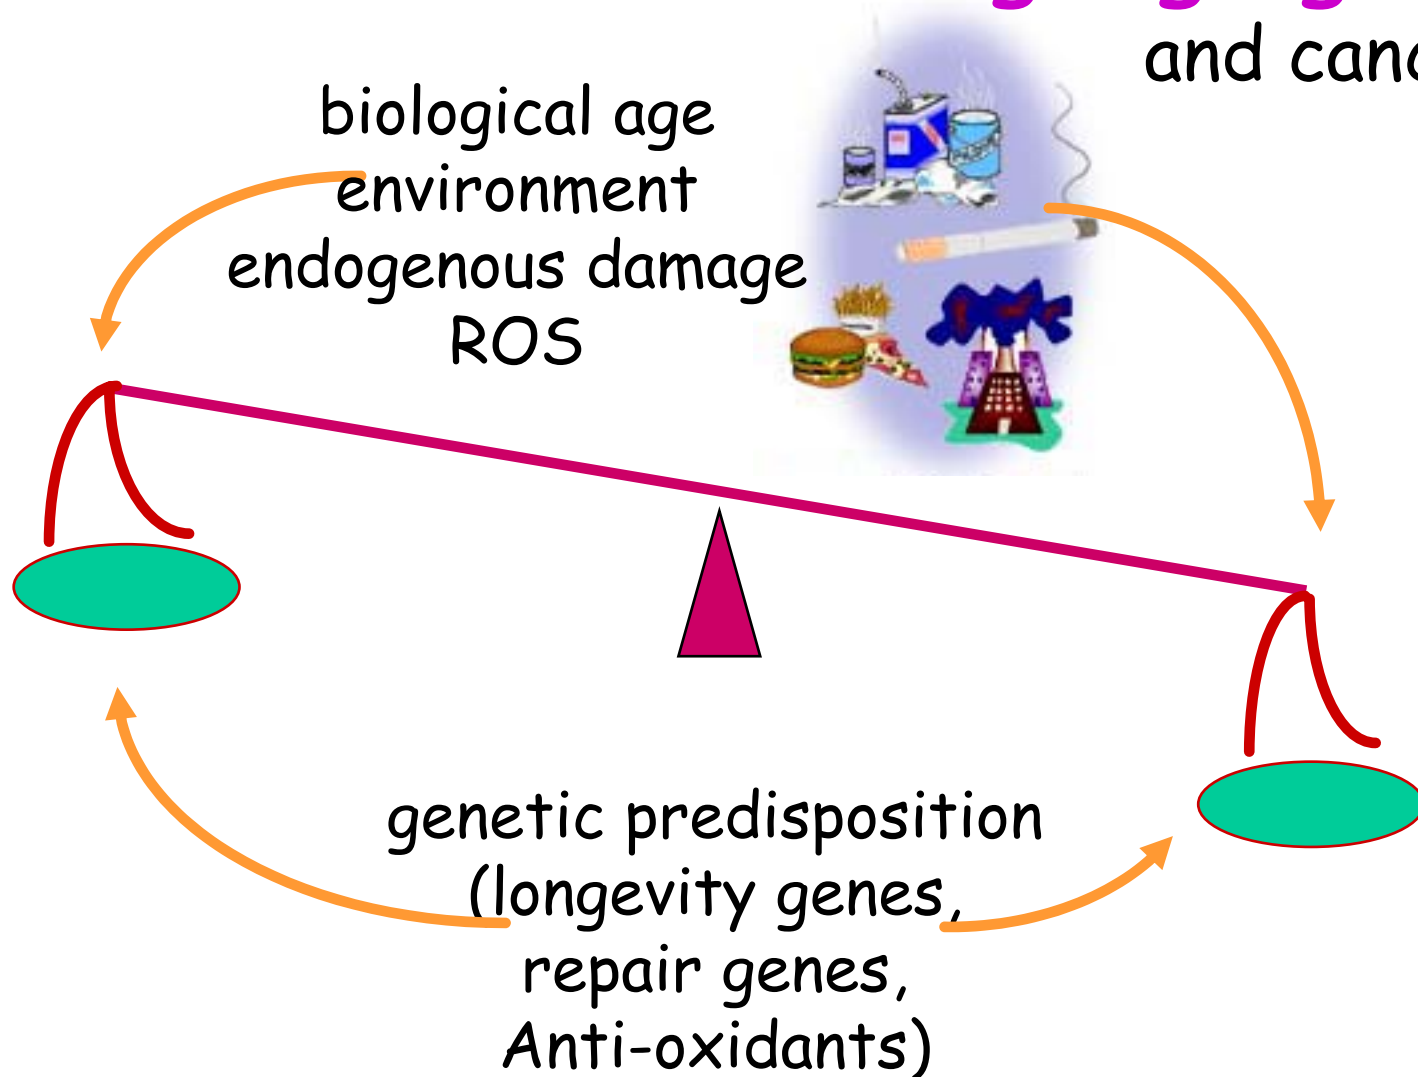 and canc
biological age
environment
endogenous damage
ROS
genetic predisposition
(longevity genes,
repair genes,
Anti-oxidants)